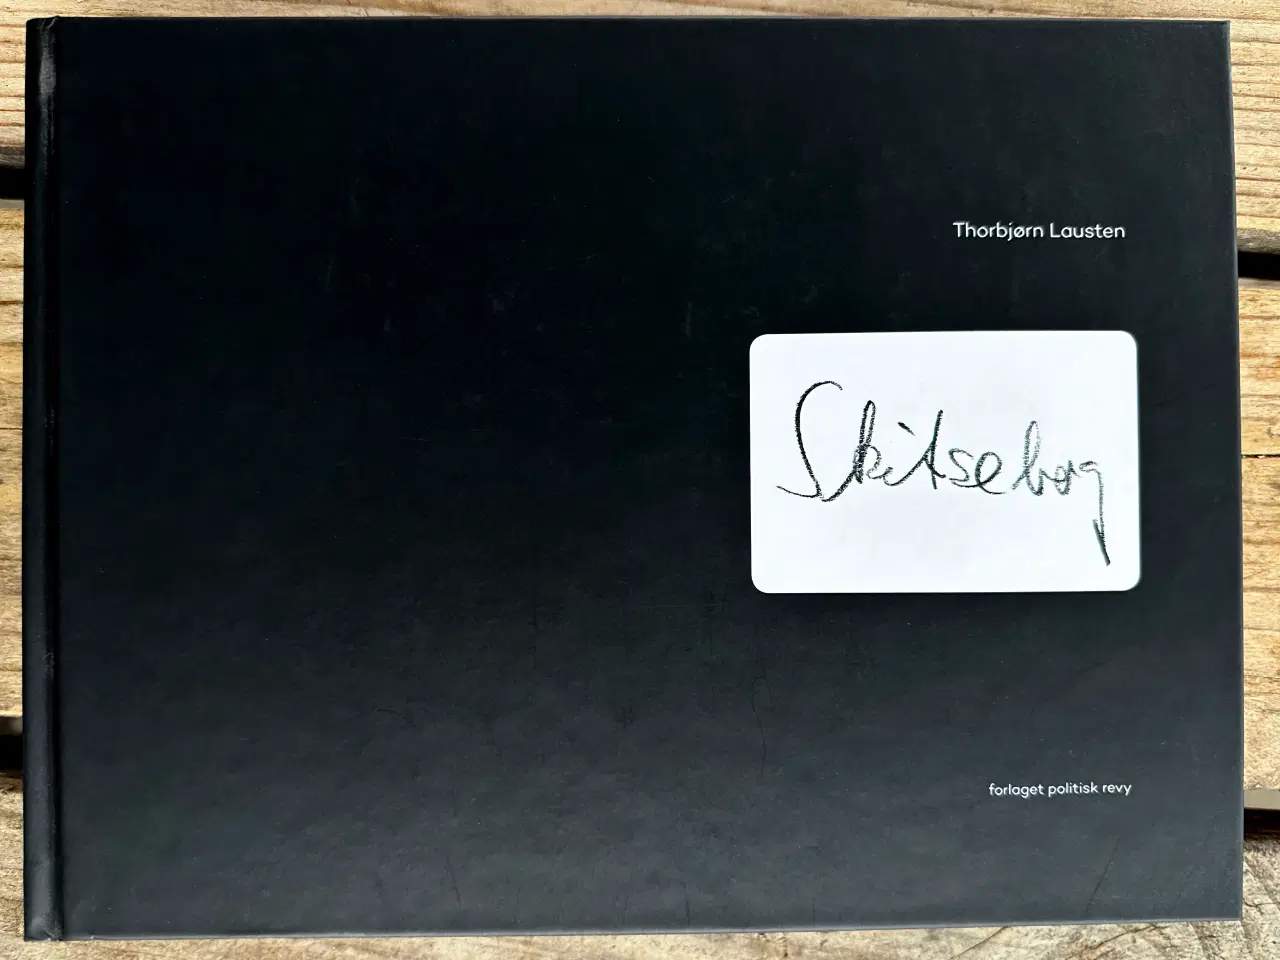 Thorbjørn Lausten
Skitsebog
forlaget politisk revy